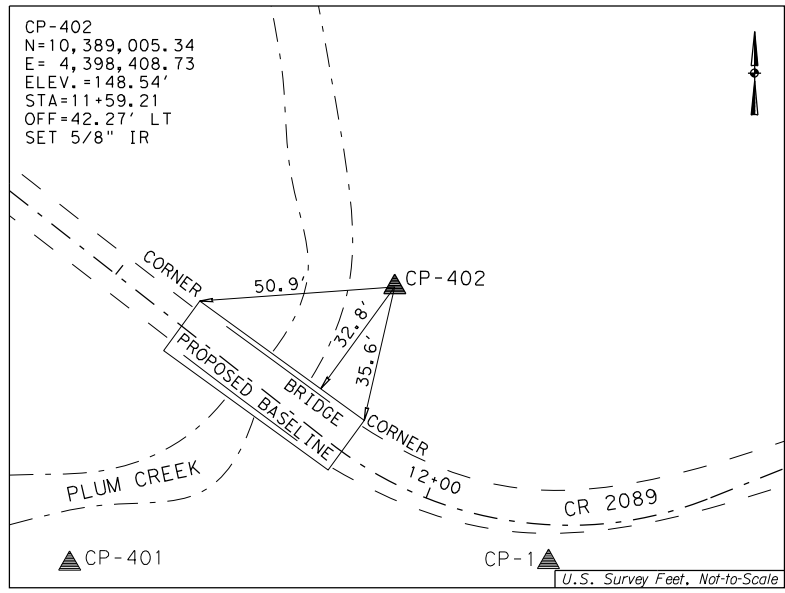 CP-402
N=10,389,005.34
E= 4,398,408.73
ELEV.=148.54'
STA=11+59.21
OFF=42.27' LT
SET 5/8" IR
CORNER
50.9'
CP-402
32.8'
35.6'
PROPOSED BASELINE
BRIDGE
CORNER
12+00
PLUM CREEK
CR 2089
CP-401
CP-1
U.S. Survey Feet, Not-to-Scale